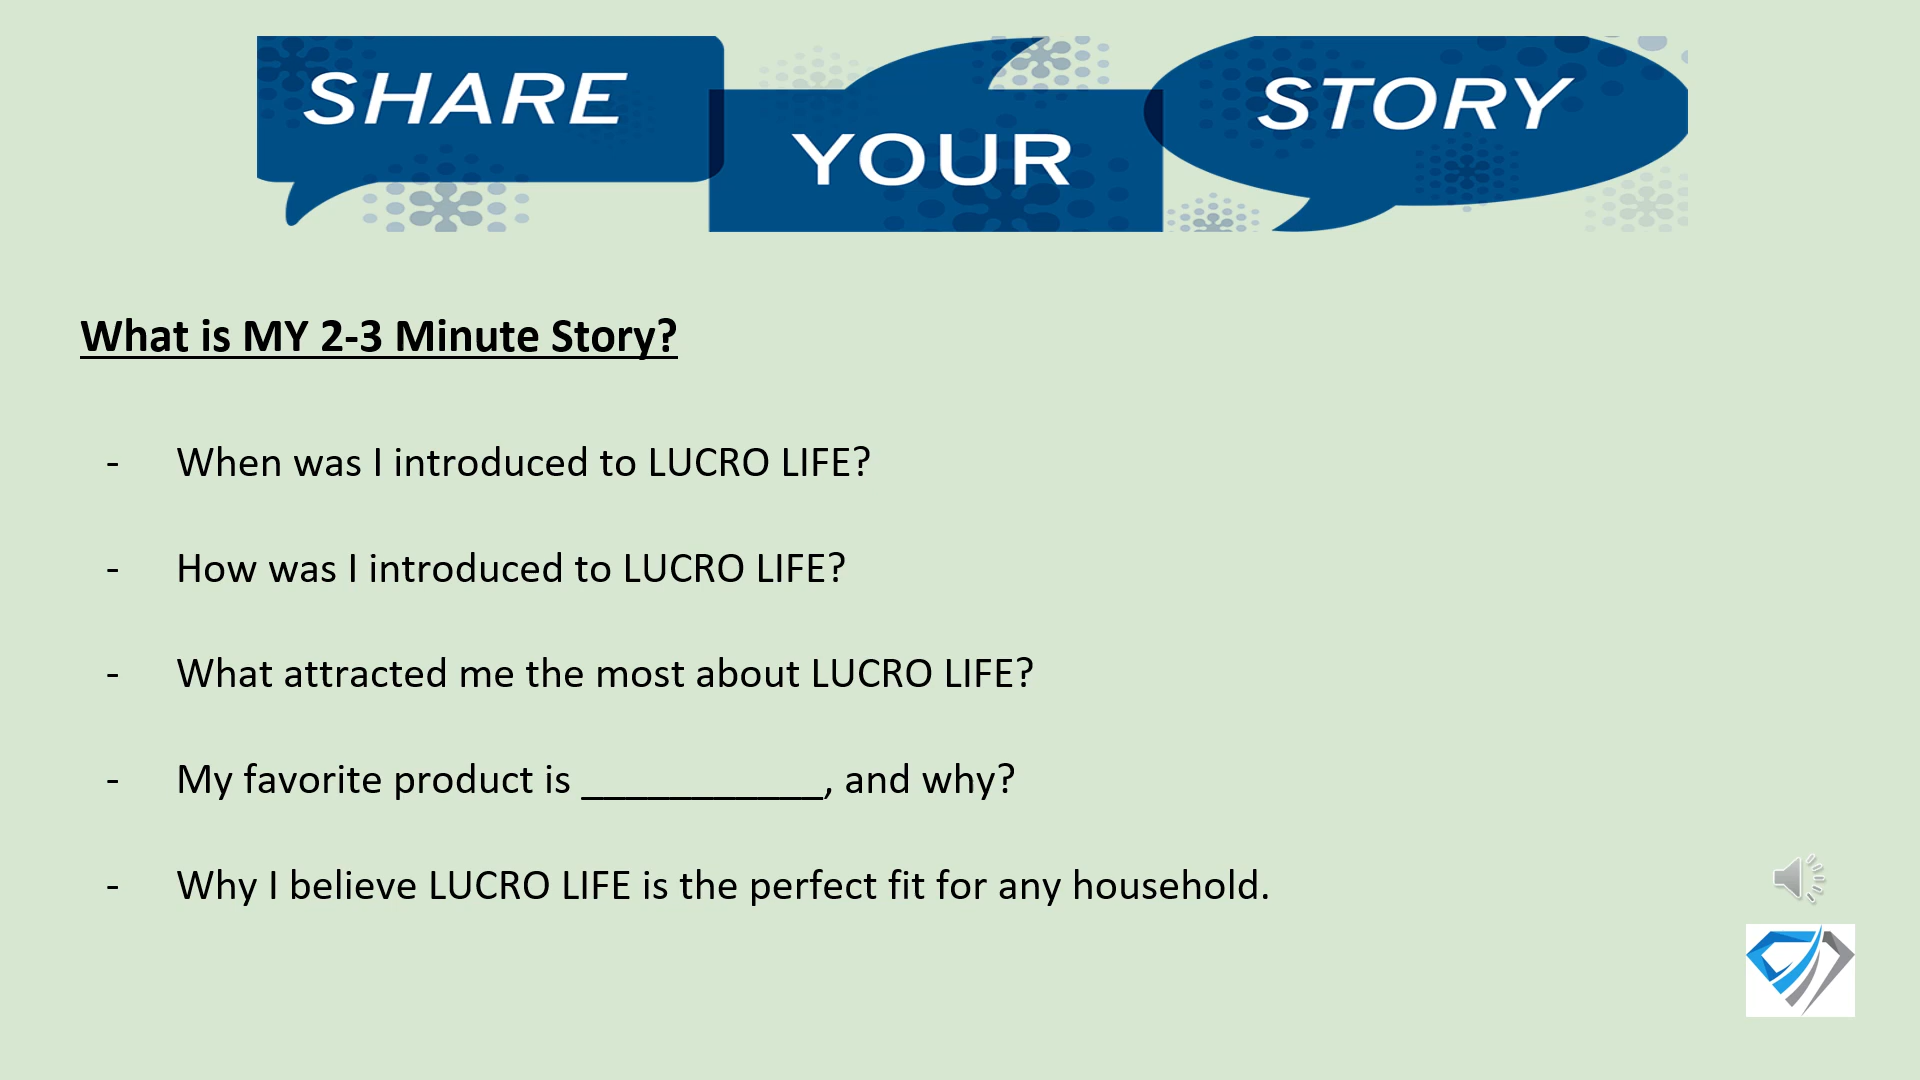 SHARE
YOUR
STORY
What is MY 2-3 Minute Story?
- When was I introduced to LUCRO LIFE?
- How was I introduced to LUCRO LIFE?
- What attracted me the most about LUCRO LIFE?
- My favorite product is ___________, and why?
- Why I believe LUCRO LIFE is the perfect fit for any household.